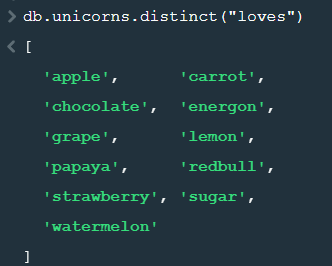 > db.unicorns.distinct("loves")
< [
'apple', 'carrot',
'chocolate', 'energon',
'grape', 'lemon',
'papaya', 'redbull',
'strawberry', 'sugar',
'watermelon'
]